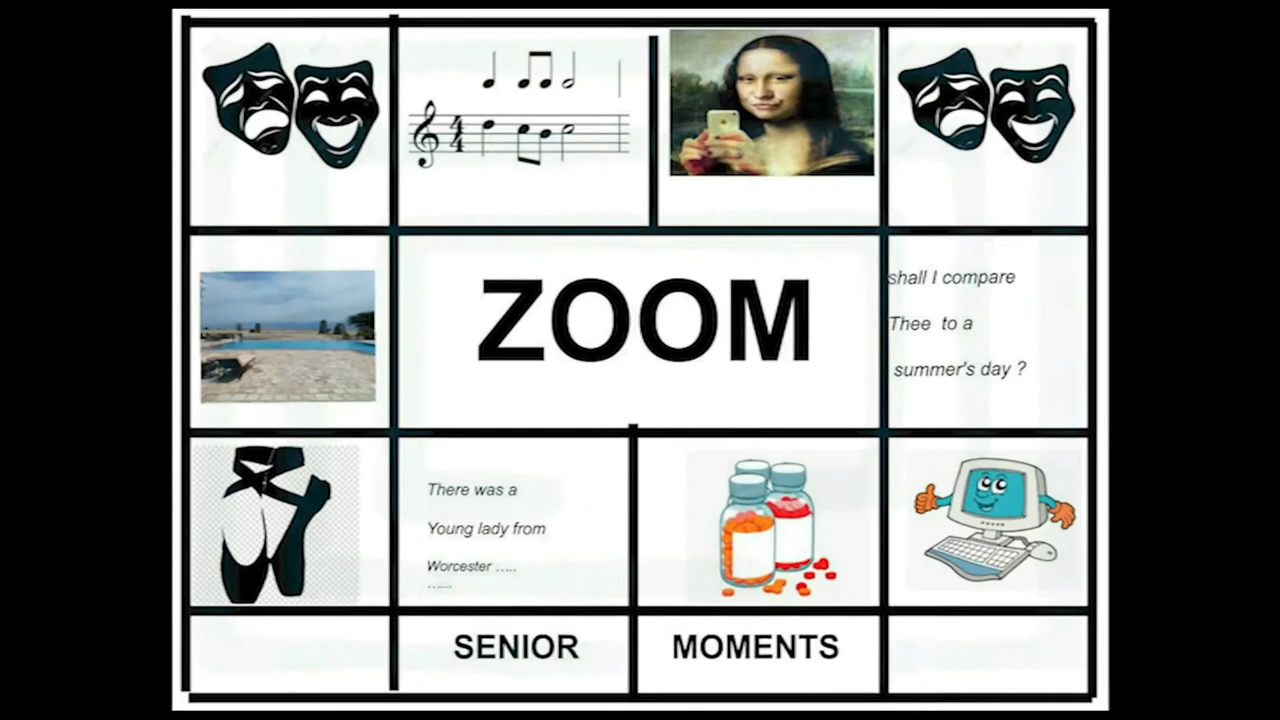 ZOOM
shall I compare
Thee to a
summer's day ?
There was a
Young lady from
Worcester .....
......
SENIOR MOMENTS